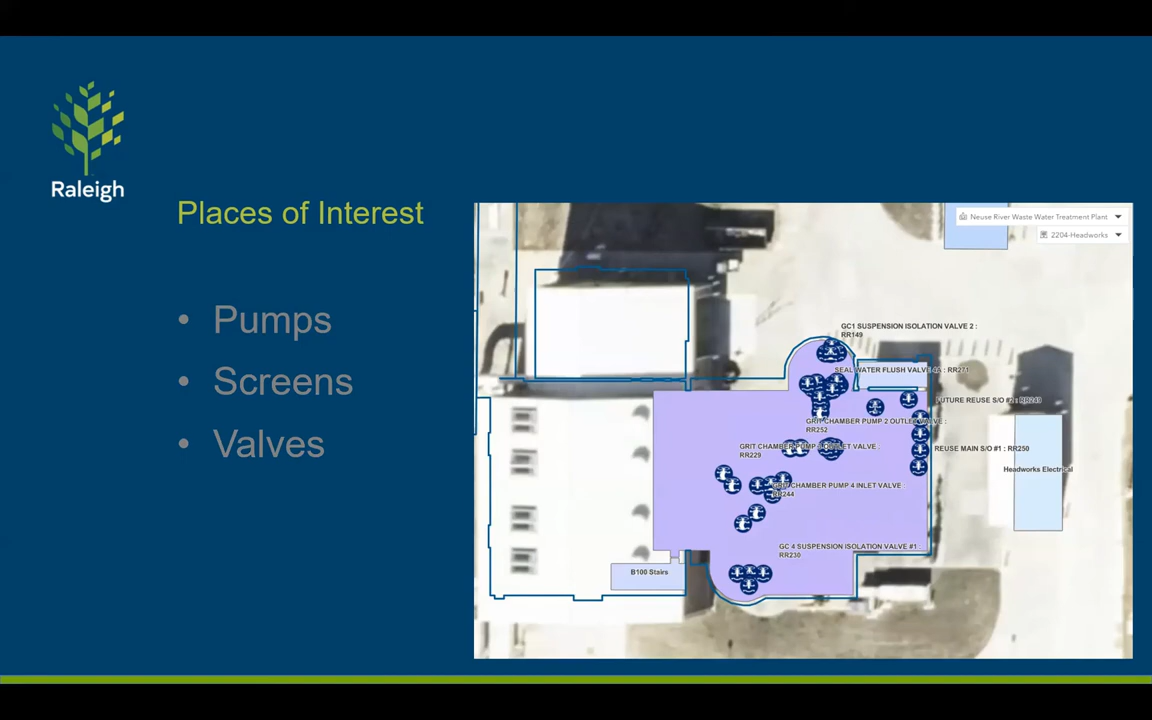 Raleigh
Places of Interest
• Pumps
• Screens
• Valves
Neuse River Waste Water Treatment Plant
2204-Headworks
GC1 SUSPENSION ISOLATION VALVE 2 :
RR149
SEAL WATER FLUSH VALVE : RR271
FUTURE REUSE S/O #2 : RR249
GRIT CHAMBER PUMP 2 OUTLET VALVE :
RR252
GRIT CHAMBER PUMP OUTLET VALVE :
RR229
REUSE MAIN S/O #1 : RR250
Headworks Electrical
GRIT CHAMBER PUMP 4 INLET VALVE :
RR244
GC 4 SUSPENSION ISOLATION VALVE #1 :
RR230
B100 Stairs